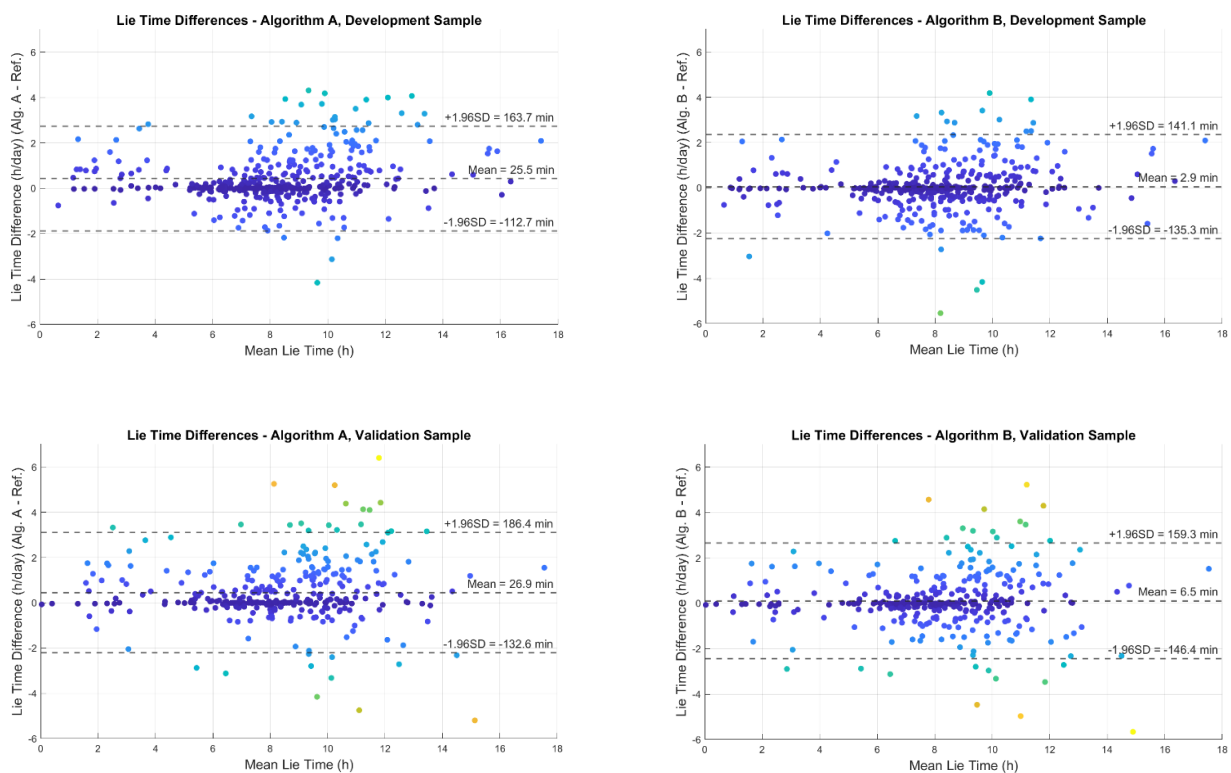 Lie Time Differences - Algorithm A, Development Sample
Lie Time Difference (h/day) (Alg. A - Ref.)
6
4
2
0
-2
-4
-6
+1.96SD = 163.7 min
Mean = 25.5 min
-1.96SD = -112.7 min
0 2 4 6 8 10 12 14 16 18
Mean Lie Time (h)
Lie Time Differences - Algorithm B, Development Sample
Lie Time Difference (h/day) (Alg. B - Ref.)
6
4
2
0
-2
-4
-6
+1.96SD = 141.1 min
Mean = 2.9 min
-1.96SD = -135.3 min
0 2 4 6 8 10 12 14 16 18
Mean Lie Time (h)
Lie Time Differences - Algorithm A, Validation Sample
Lie Time Difference (h/day) (Alg. A - Ref.)
6
4
2
0
-2
-4
-6
+1.96SD = 186.4 min
Mean = 26.9 min
-1.96SD = -132.6 min
0 2 4 6 8 10 12 14 16 18
Mean Lie Time (h)
Lie Time Differences - Algorithm B, Validation Sample
Lie Time Difference (h/day) (Alg. B - Ref.)
6
4
2
0
-2
-4
-6
+1.96SD = 159.3 min
Mean = 6.5 min
-1.96SD = -146.4 min
0 2 4 6 8 10 12 14 16 18
Mean Lie Time (h)